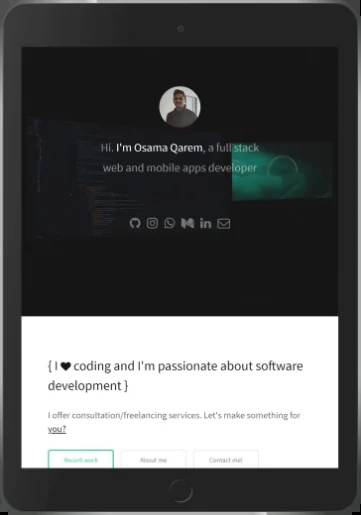 Hi. I'm Osama Qarem, a full stack
web and mobile apps developer
{ I ♥ coding and I'm passionate about software
development }
I offer consultation/freelancing services. Let's make something for
you?
Recent work About me Contact me!